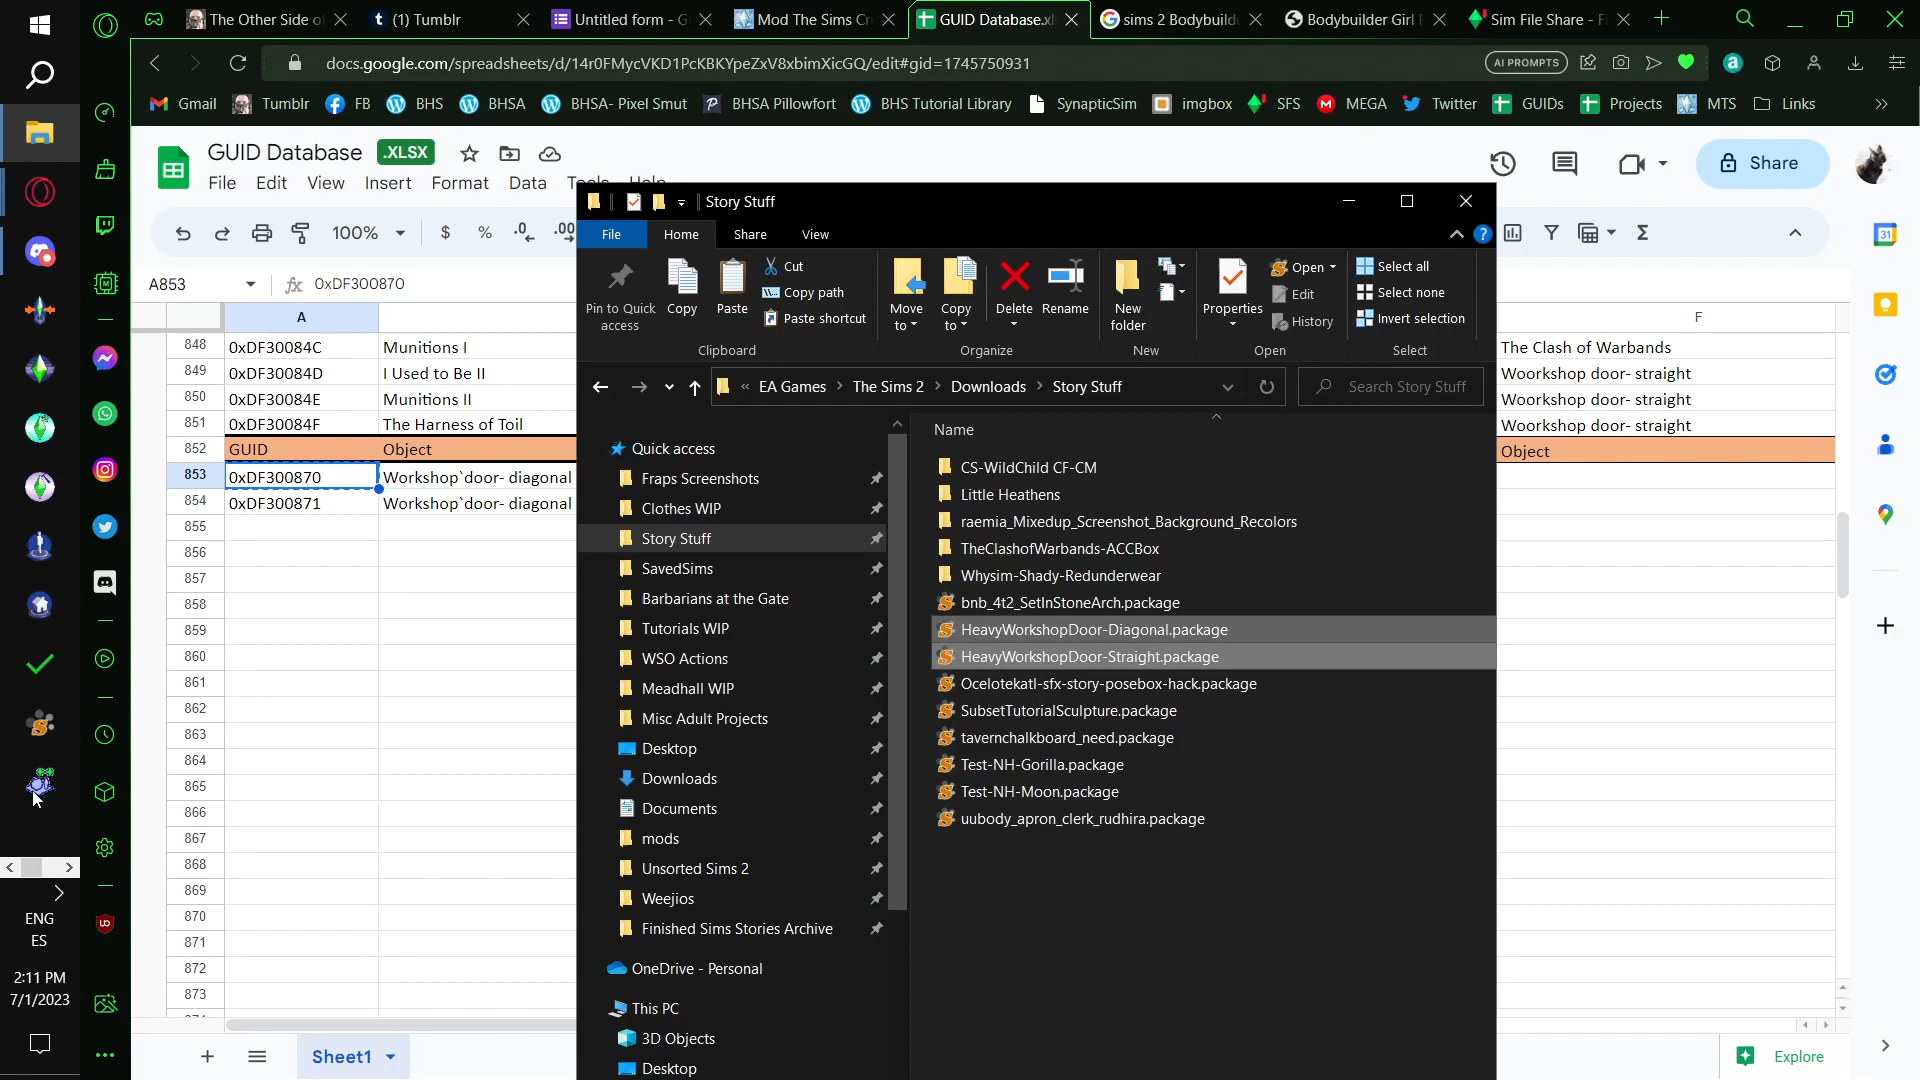 The Other Side of
(1) Tumblr
Untitled form - G
Mod The Sims Cr
GUID Database.xl
sims 2 Bodybuild
Bodybuilder Girl
Sim File Share - F
docs.google.com/spreadsheets/d/14r0FMycVKD1PcKBKYpeZxV8xbimXicGQ/edit#gid=1745750931
AI PROMPTS
Gmail
Tumblr
FB
BHS
BHSA
BHSA- Pixel Smut
BHSA Pillowfort
BHS Tutorial Library
SynapticSim
imgbox
SFS
MEGA
Twitter
GUIDs
Projects
MTS
Links
GUID Database
.XLSX
File
Edit
View
Insert
Format
Data
Tools
Help
Share
100%
$
%
.0
.00
A853
fx
0xDF300870
A
F
848
0xDF30084C
Munitions I
The Clash of Warbands
849
0xDF30084D
I Used to Be II
Woorkshop door- straight
850
0xDF30084E
Munitions II
Woorkshop door- straight
851
0xDF30084F
The Harness of Toil
Woorkshop door- straight
852
GUID
Object
Object
853
0xDF300870
Workshop`door- diagonal
854
0xDF300871
Workshop`door- diagonal
855
856
857
858
859
860
861
862
863
864
865
866
867
868
869
870
871
872
873
Sheet1
Explore
Story Stuff
File
Home
Share
View
Pin to Quick
access
Copy
Paste
Cut
Copy path
Paste shortcut
Move
to
Copy
to
Delete
Rename
New
folder
Properties
Open
Edit
History
Select all
Select none
Invert selection
Clipboard
Organize
New
Open
Select
EA Games
The Sims 2
Downloads
Story Stuff
Search Story Stuff
Quick access
Fraps Screenshots
Clothes WIP
Story Stuff
SavedSims
Barbarians at the Gate
Tutorials WIP
WSO Actions
Meadhall WIP
Misc Adult Projects
Desktop
Downloads
Documents
mods
Unsorted Sims 2
Weejios
Finished Sims Stories Archive
OneDrive - Personal
This PC
3D Objects
Desktop
Name
CS-WildChild CF-CM
Little Heathens
raemia_Mixedup_Screenshot_Background_Recolors
TheClashofWarbands-ACCBox
Whysim-Shady-Redunderwear
bnb_4t2_SetInStoneArch.package
HeavyWorkshopDoor-Diagonal.package
HeavyWorkshopDoor-Straight.package
Ocelotekatl-sfx-story-posebox-hack.package
SubsetTutorialSculpture.package
tavernchalkboard_need.package
Test-NH-Gorilla.package
Test-NH-Moon.package
uubody_apron_clerk_rudhira.package
ENG
ES
2:11 PM
7/1/2023
31